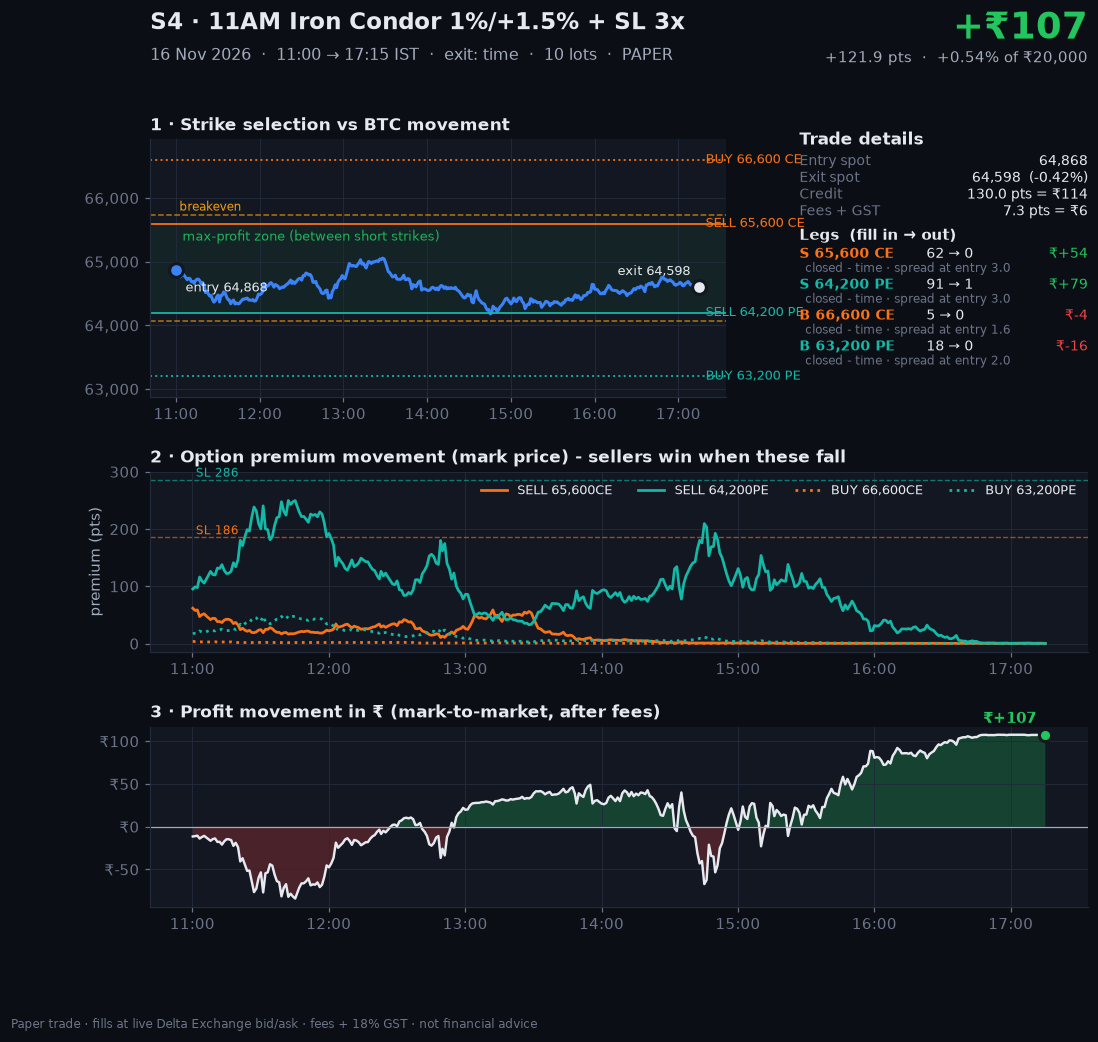 S4 · 11AM Iron Condor 1%/+1.5% + SL 3x
+₹107
16 Nov 2026 · 11:00 → 17:15 IST · exit: time · 10 lots · PAPER
+121.9 pts · +0.54% of ₹20,000
1 · Strike selection vs BTC movement
BUY 66,600 CE
66,000
breakeven
SELL 65,600 CE
max-profit zone (between short strikes)
65,000
exit 64,598
entry 64,868
64,000
SELL 64,200 PE
BUY 63,200 PE
63,000
11:00 12:00 13:00 14:00 15:00 16:00 17:00
Trade details
Entry spot 64,868
Exit spot 64,598 (-0.42%)
Credit 130.0 pts = ₹114
Fees + GST 7.3 pts = ₹6
Legs (fill in → out)
S 65,600 CE 62 → 0 ₹+54
closed - time · spread at entry 3.0
S 64,200 PE 91 → 1 ₹+79
closed - time · spread at entry 3.0
B 66,600 CE 5 → 0 ₹-4
closed - time · spread at entry 1.6
B 63,200 PE 18 → 0 ₹-16
closed - time · spread at entry 2.0
2 · Option premium movement (mark price) - sellers win when these fall
300
SL 286
SELL 65,600CE SELL 64,200PE BUY 66,600CE BUY 63,200PE
200
SL 186
premium (pts)
100
0
11:00 12:00 13:00 14:00 15:00 16:00 17:00
3 · Profit movement in ₹ (mark-to-market, after fees)
₹+107
₹100
₹50
₹0
₹-50
11:00 12:00 13:00 14:00 15:00 16:00 17:00
Paper trade · fills at live Delta Exchange bid/ask · fees + 18% GST · not financial advice